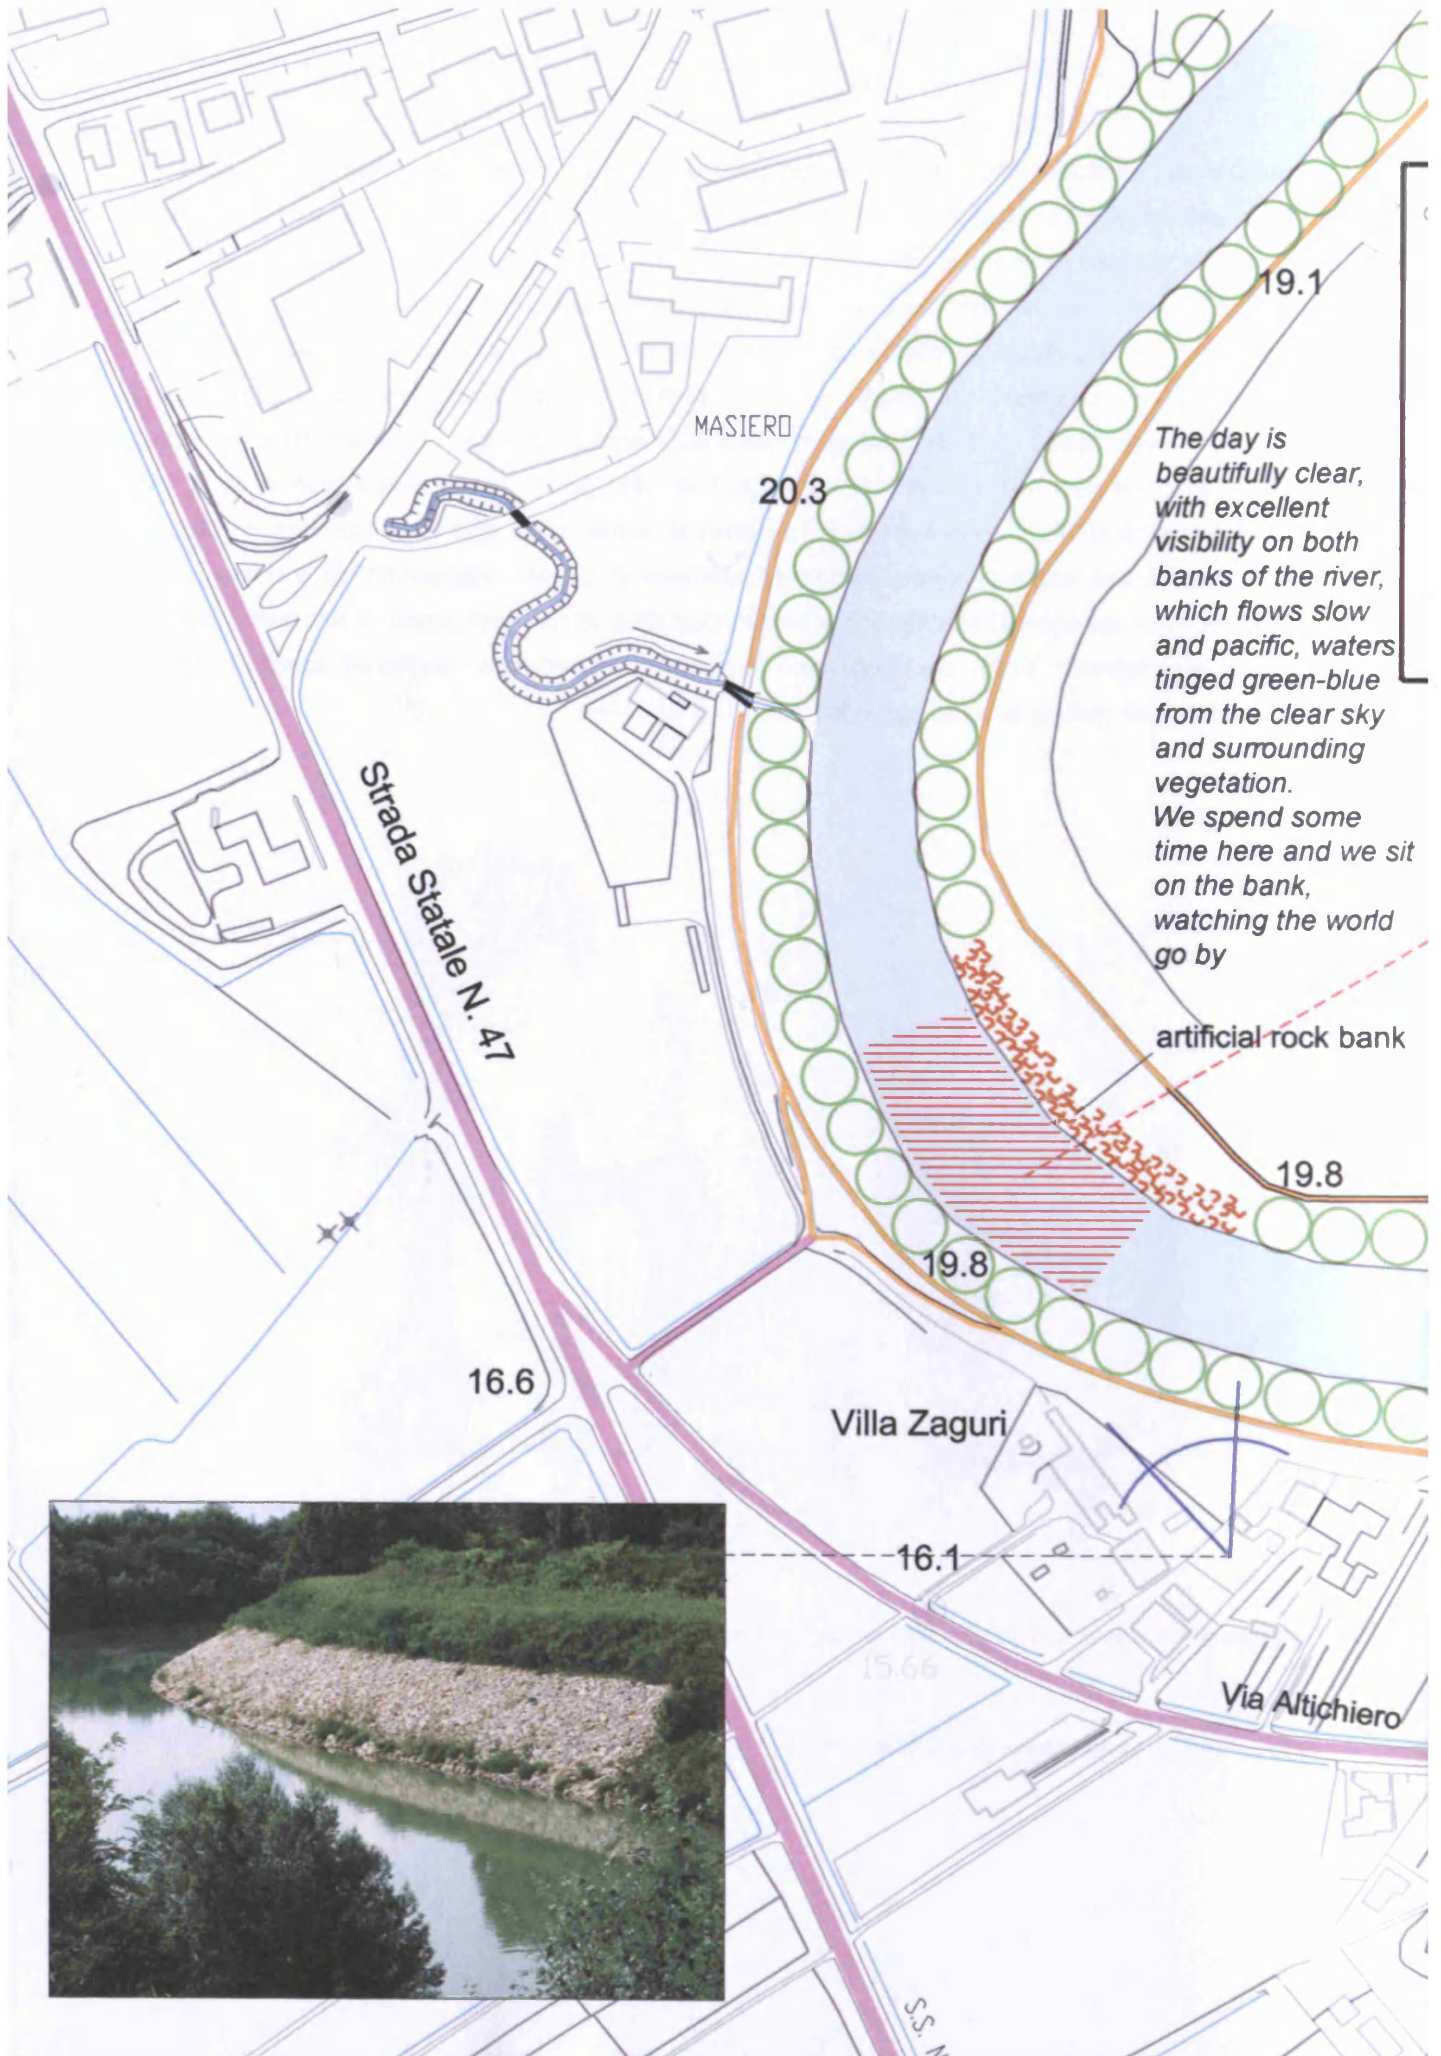 19.1
MASIERO
The day is
beautifully clear,
with excellent
visibility on both
banks of the river,
which flows slow
and pacific, waters
tinged green-blue
from the clear sky
and surrounding
vegetation.
We spend some
time here and we sit
on the bank,
watching the world
go by
20.3
Strada Statale N. 47
artificial rock bank
19.8
19.8
16.6
Villa Zaguri
16.1
15.66
Via Altichiero
S.S. N